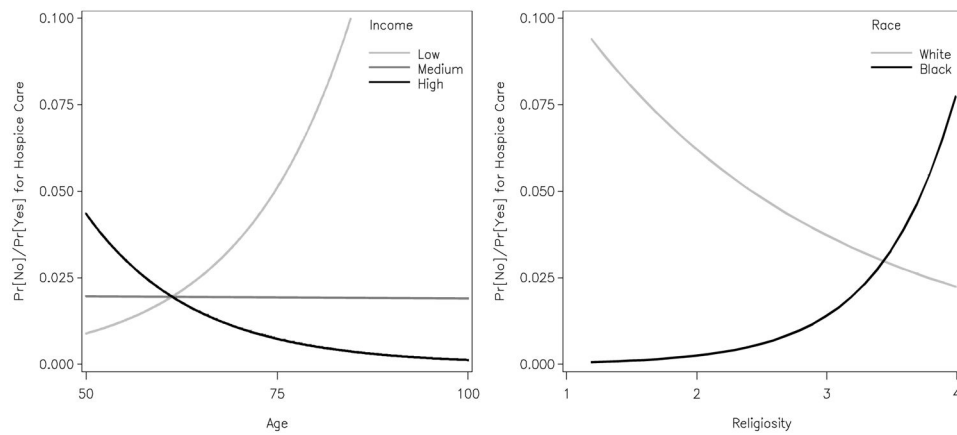 Pr[No]/Pr[Yes] for Hospice Care
0.100
0.075
0.050
0.025
0.000
50
75
100
Age
Income
Low
Medium
High
Pr[No]/Pr[Yes] for Hospice Care
0.100
0.075
0.050
0.025
0.000
1
2
3
4
Religiosity
Race
White
Black